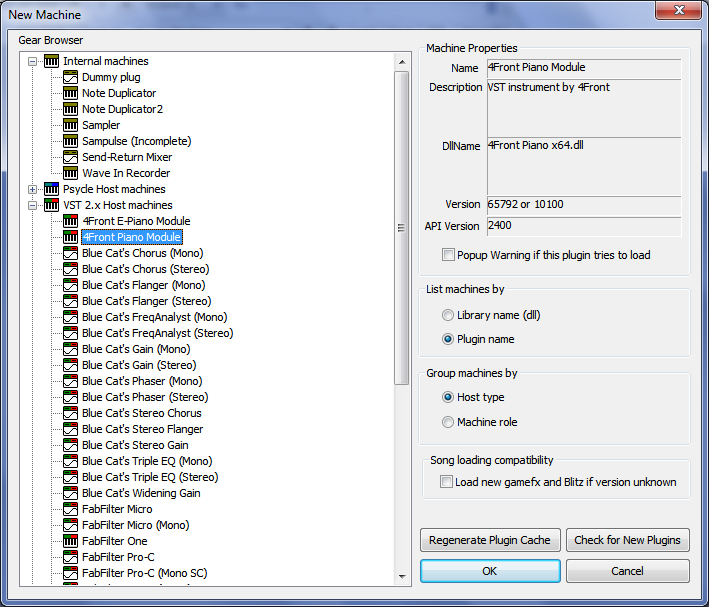 New Machine
Gear Browser
Internal machines
Dummy plug
Note Duplicator
Note Duplicator2
Sampler
Sampulse (Incomplete)
Send-Return Mixer
Wave In Recorder
Psycle Host machines
VST 2.x Host machines
4Front E-Piano Module
4Front Piano Module
Blue Cat's Chorus (Mono)
Blue Cat's Chorus (Stereo)
Blue Cat's Flanger (Mono)
Blue Cat's Flanger (Stereo)
Blue Cat's FreqAnalyst (Mono)
Blue Cat's FreqAnalyst (Stereo)
Blue Cat's Gain (Mono)
Blue Cat's Gain (Stereo)
Blue Cat's Phaser (Mono)
Blue Cat's Phaser (Stereo)
Blue Cat's Stereo Chorus
Blue Cat's Stereo Flanger
Blue Cat's Stereo Gain
Blue Cat's Triple EQ (Mono)
Blue Cat's Triple EQ (Stereo)
Blue Cat's Widening Gain
FabFilter Micro
FabFilter Micro (Mono)
FabFilter One
FabFilter Pro-C
FabFilter Pro-C (Mono SC)
Machine Properties
Name 4Front Piano Module
Description VST instrument by 4Front
DllName 4Front Piano x64.dll
Version 65792 or 10100
API Version 2400
Popup Warning if this plugin tries to load
List machines by
Library name (dll)
Plugin name
Group machines by
Host type
Machine role
Song loading compatibility
Load new gamefx and Blitz if version unknown
Regenerate Plugin Cache Check for New Plugins
OK Cancel